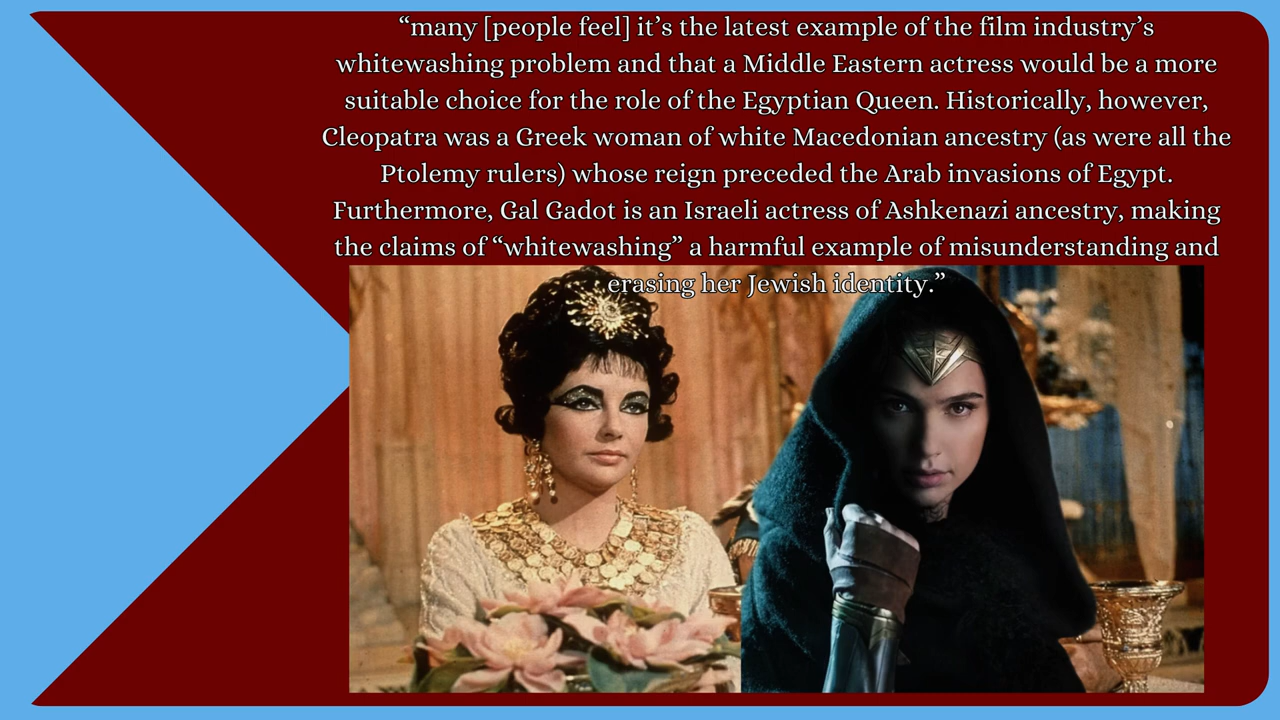 “many [people feel] it’s the latest example of the film industry’s
whitewashing problem and that a Middle Eastern actress would be a more
suitable choice for the role of the Egyptian Queen. Historically, however,
Cleopatra was a Greek woman of white Macedonian ancestry (as were all the
Ptolemy rulers) whose reign preceded the Arab invasions of Egypt.
Furthermore, Gal Gadot is an Israeli actress of Ashkenazi ancestry, making
the claims of “whitewashing” a harmful example of misunderstanding and
erasing her Jewish identity.”